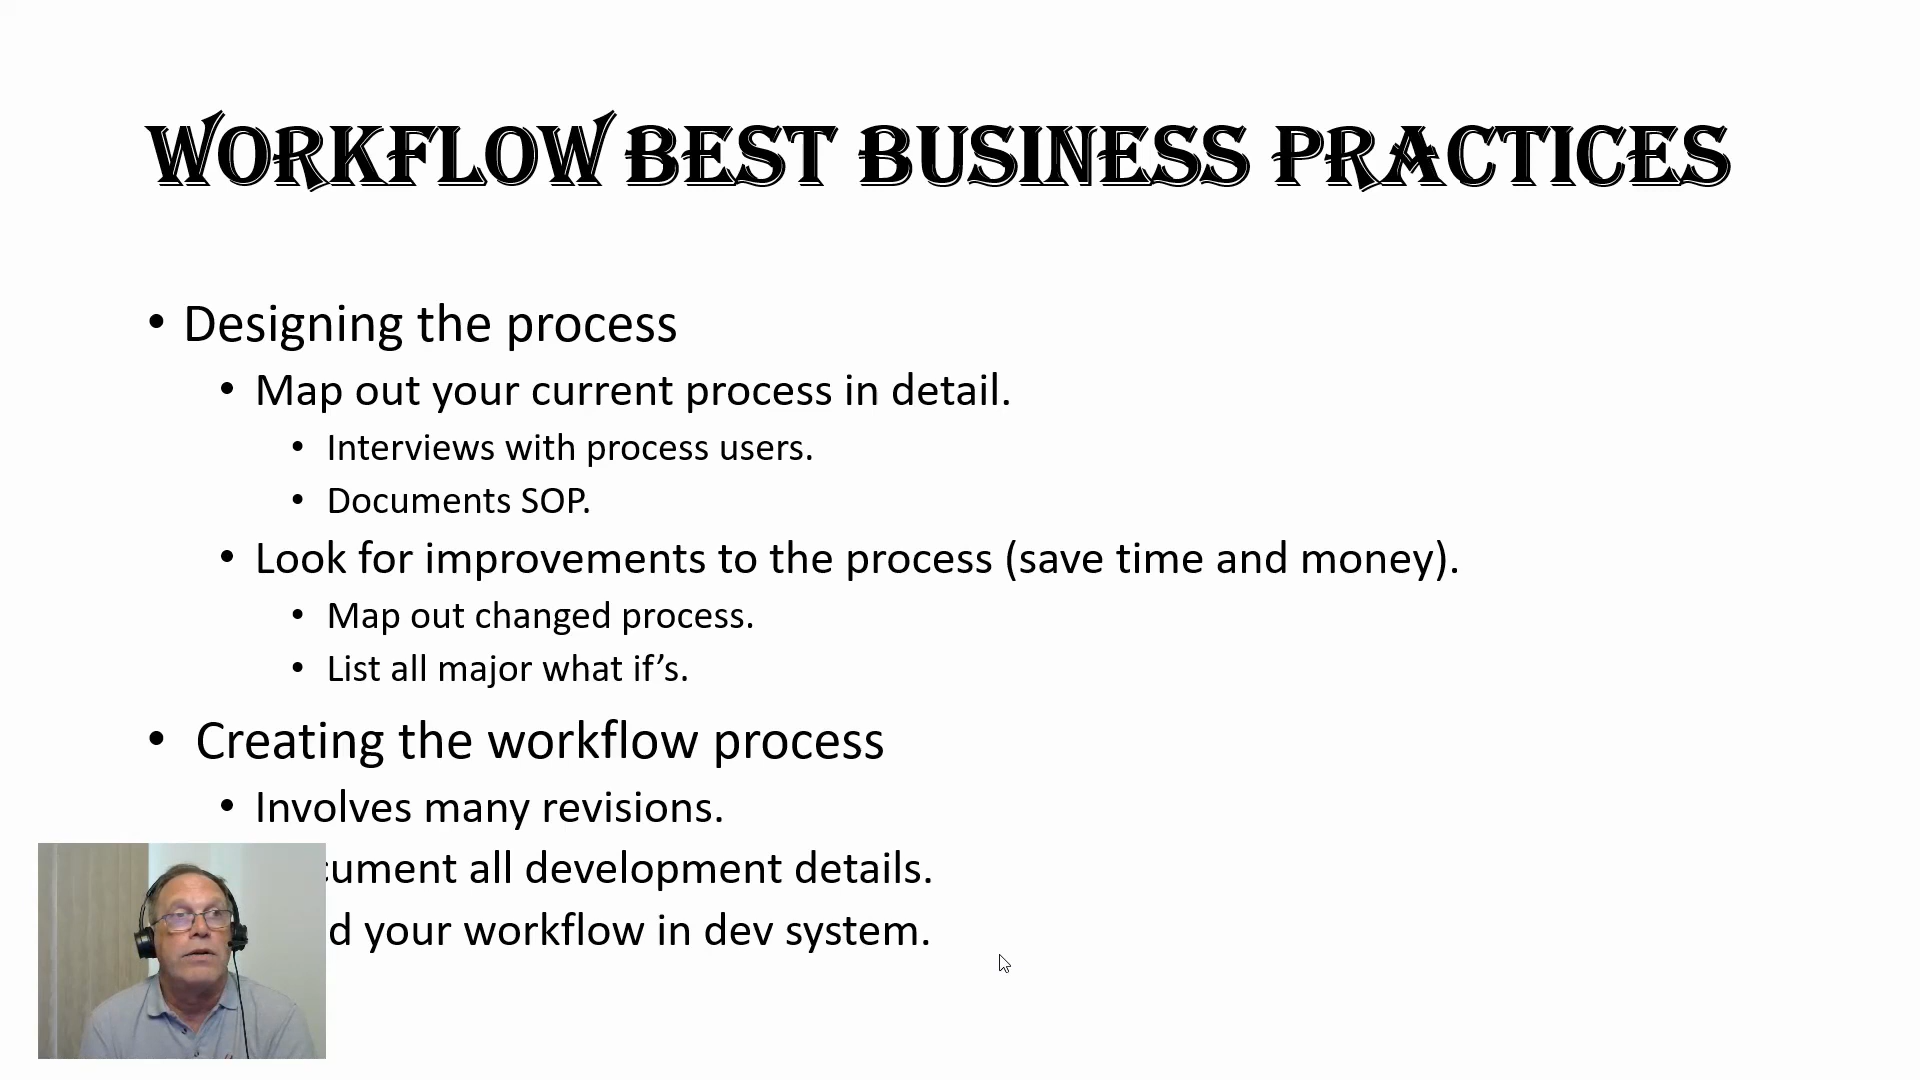 WORKFLOW BEST BUSINESS PRACTICES
• Designing the process
• Map out your current process in detail.
• Interviews with process users.
• Documents SOP.
• Look for improvements to the process (save time and money).
• Map out changed process.
• List all major what if’s.
• Creating the workflow process
• Involves many revisions.
all development details.
your workflow in dev system.